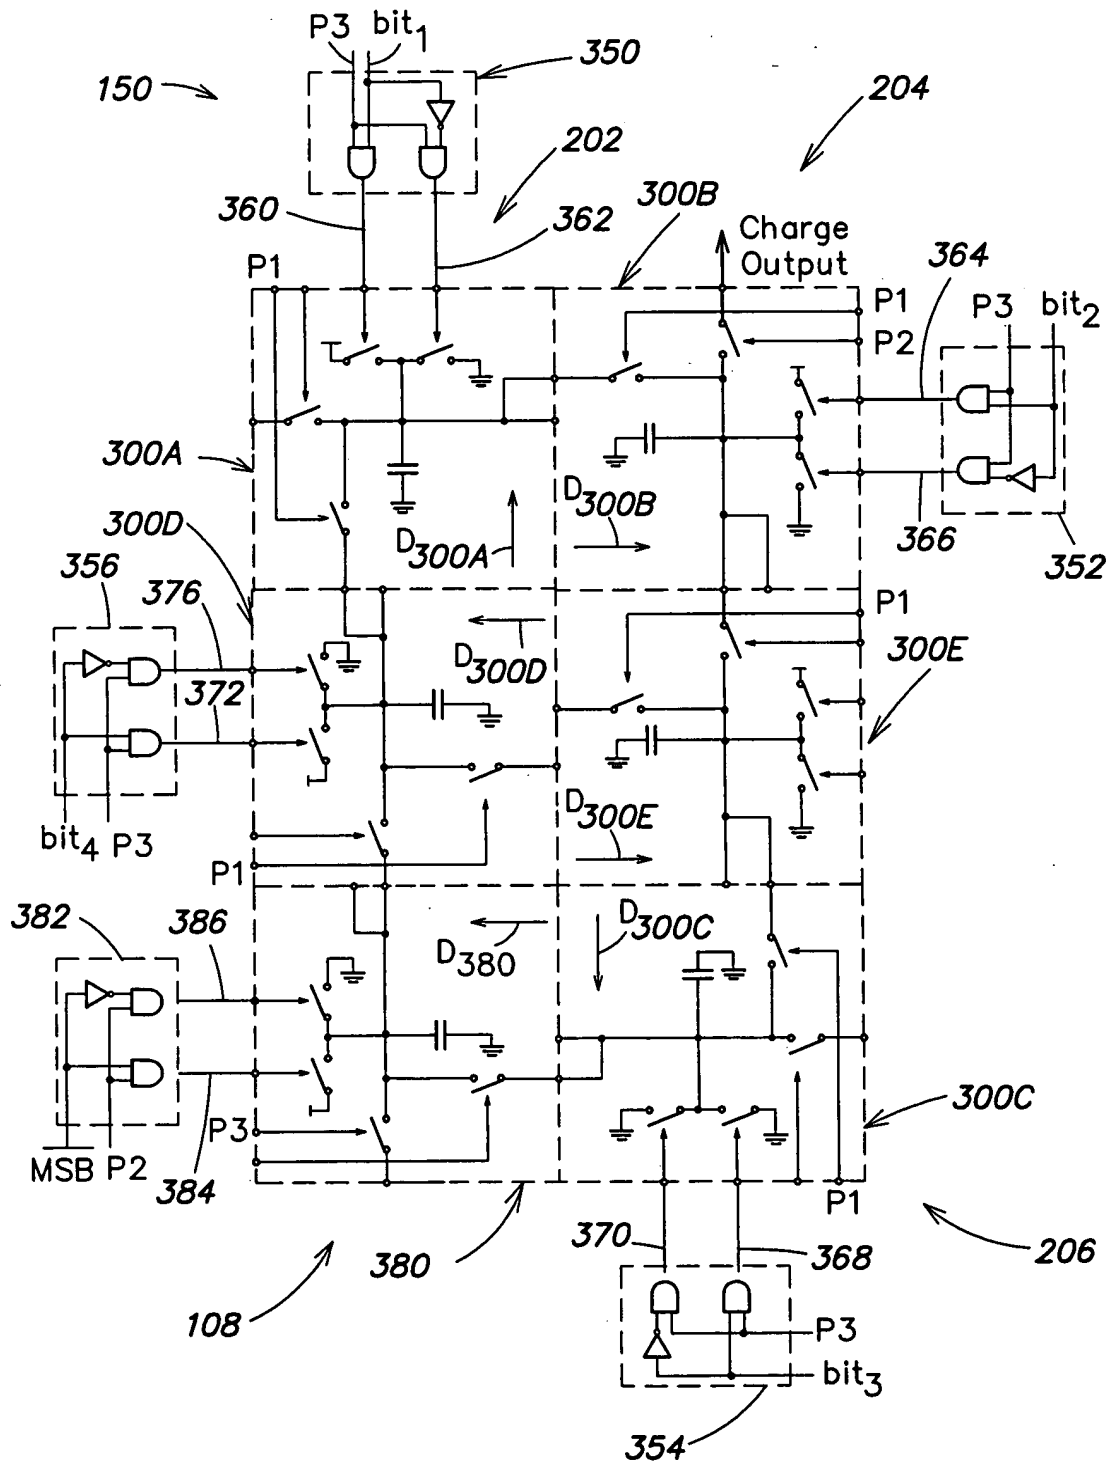 P3 bit1
350
150
204
202
300B
360
362
Charge
Output
364
P1
P1
P3 bit2
P2
300A
D300B
300D
D300A
366
352
356
376
P1
D300D
300E
372
D300E
bit4 P3
P1
382
386
D300C
D380
P3
300C
MSB P2
384
P1
370
368
206
380
108
P3
bit3
354